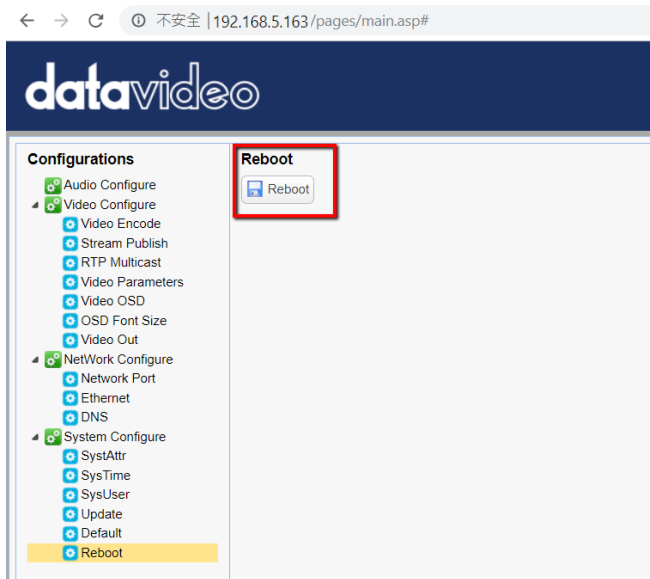 不安全 | 192.168.5.163/pages/main.asp#
datavideo
Configurations
Audio Configure
Video Configure
Video Encode
Stream Publish
RTP Multicast
Video Parameters
Video OSD
OSD Font Size
Video Out
NetWork Configure
Network Port
Ethernet
DNS
System Configure
SystAttr
SysTime
SysUser
Update
Default
Reboot
Reboot
Reboot